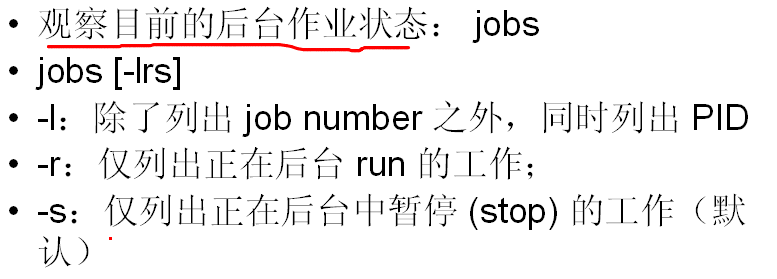 • 观察目前的后台作业状态： jobs
• jobs [-lrs]
• -l：除了列出 job number 之外，同时列出 PID
• -r：仅列出正在后台 run 的工作；
• -s：仅列出正在后台中暂停 (stop) 的工作（默
认）